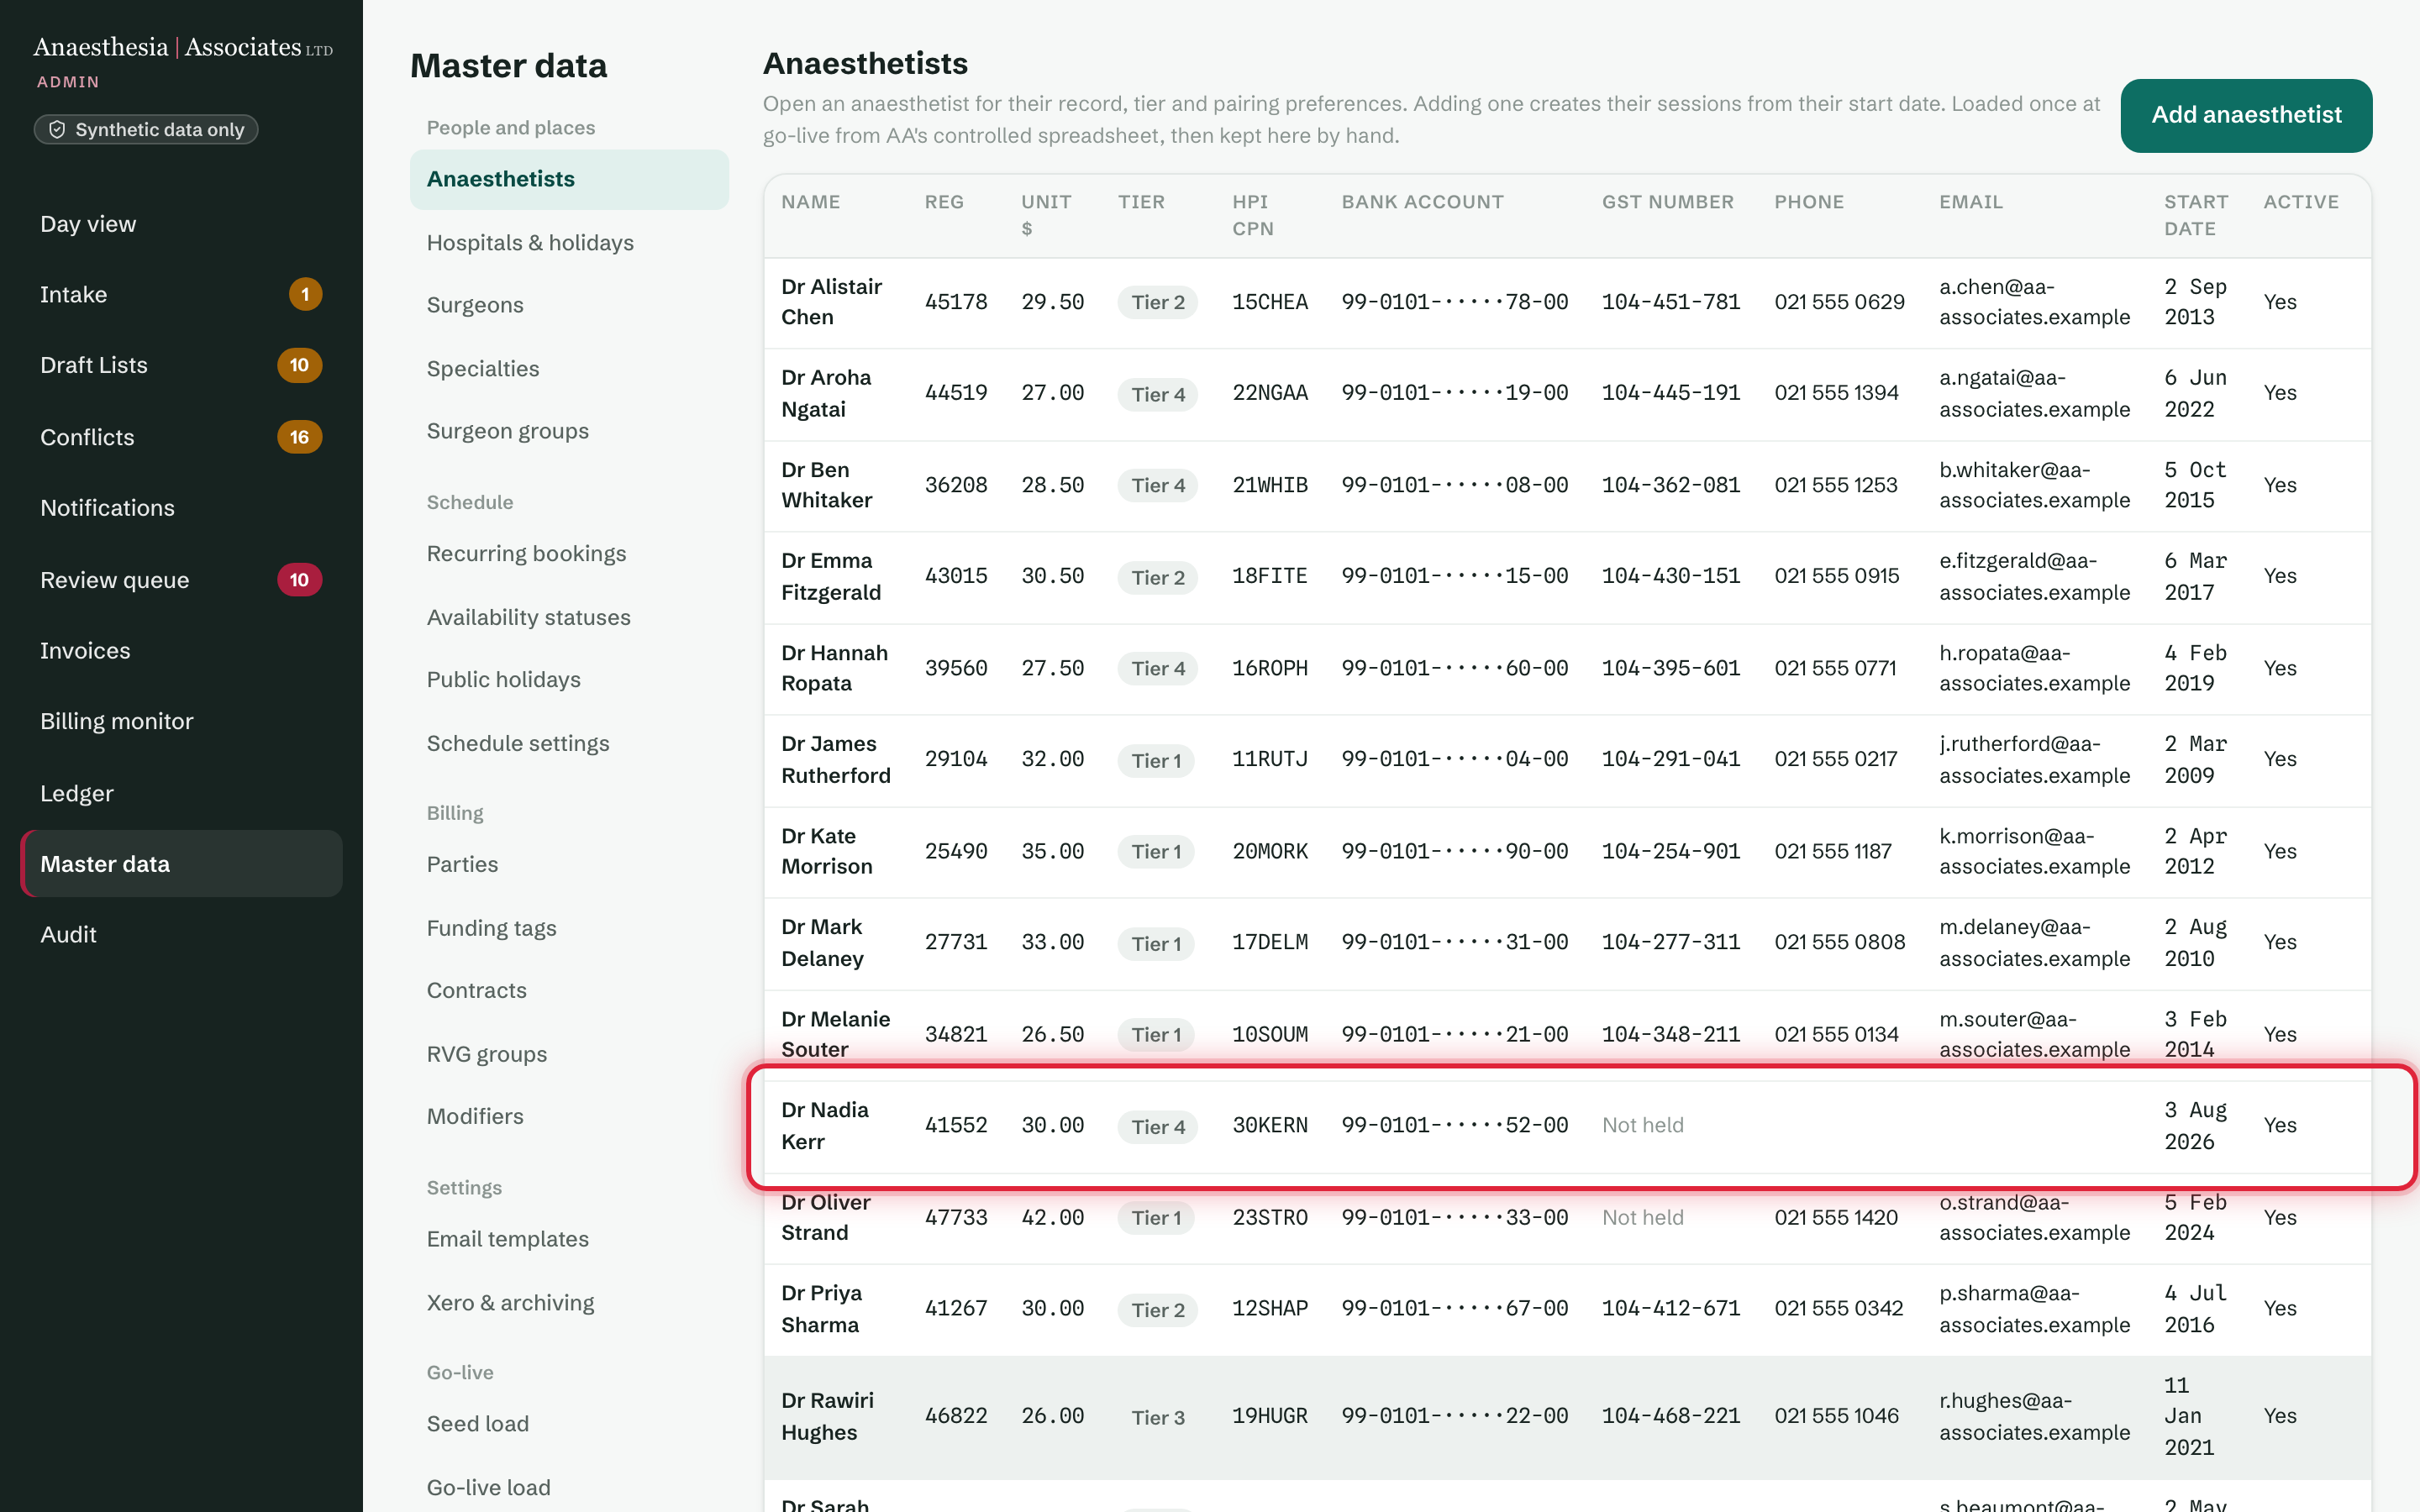 Anaesthesia | Associates LTD
ADMIN
Synthetic data only
Day view
Intake 1
Draft Lists 10
Conflicts 16
Notifications
Review queue 10
Invoices
Billing monitor
Ledger
Master data
Audit
Master data
People and places
Anaesthetists
Hospitals & holidays
Surgeons
Specialties
Surgeon groups
Schedule
Recurring bookings
Availability statuses
Public holidays
Schedule settings
Billing
Parties
Funding tags
Contracts
RVG groups
Modifiers
Settings
Email templates
Xero & archiving
Go-live
Seed load
Go-live load
Anaesthetists
Open an anaesthetist for their record, tier and pairing preferences. Adding one creates their sessions from their start date. Loaded once at
go-live from AA's controlled spreadsheet, then kept here by hand.
Add anaesthetist
NAME REG UNIT $ TIER HPI CPN BANK ACCOUNT GST NUMBER PHONE EMAIL START DATE ACTIVE
Dr Alistair Chen 45178 29.50 Tier 2 15CHEA 99-0101-·····78-00 104-451-781 021 555 0629 a.chen@aa-associates.example 2 Sep 2013 Yes
Dr Aroha Ngatai 44519 27.00 Tier 4 22NGAA 99-0101-·····19-00 104-445-191 021 555 1394 a.ngatai@aa-associates.example 6 Jun 2022 Yes
Dr Ben Whitaker 36208 28.50 Tier 4 21WHIB 99-0101-·····08-00 104-362-081 021 555 1253 b.whitaker@aa-associates.example 5 Oct 2015 Yes
Dr Emma Fitzgerald 43015 30.50 Tier 2 18FITE 99-0101-·····15-00 104-430-151 021 555 0915 e.fitzgerald@aa-associates.example 6 Mar 2017 Yes
Dr Hannah Ropata 39560 27.50 Tier 4 16ROPH 99-0101-·····60-00 104-395-601 021 555 0771 h.ropata@aa-associates.example 4 Feb 2019 Yes
Dr James Rutherford 29104 32.00 Tier 1 11RUTJ 99-0101-·····04-00 104-291-041 021 555 0217 j.rutherford@aa-associates.example 2 Mar 2009 Yes
Dr Kate Morrison 25490 35.00 Tier 1 20MORK 99-0101-·····90-00 104-254-901 021 555 1187 k.morrison@aa-associates.example 2 Apr 2012 Yes
Dr Mark Delaney 27731 33.00 Tier 1 17DELM 99-0101-·····31-00 104-277-311 021 555 0808 m.delaney@aa-associates.example 2 Aug 2010 Yes
Dr Melanie Souter 34821 26.50 Tier 1 10SOUM 99-0101-·····21-00 104-348-211 021 555 0134 m.souter@aa-associates.example 3 Feb 2014 Yes
Dr Nadia Kerr 41552 30.00 Tier 4 30KERN 99-0101-·····52-00 Not held 3 Aug 2026 Yes
Dr Oliver Strand 47733 42.00 Tier 1 23STRO 99-0101-·····33-00 Not held 021 555 1420 o.strand@aa-associates.example 5 Feb 2024 Yes
Dr Priya Sharma 41267 30.00 Tier 2 12SHAP 99-0101-·····67-00 104-412-671 021 555 0342 p.sharma@aa-associates.example 4 Jul 2016 Yes
Dr Rawiri Hughes 46822 26.00 Tier 3 19HUGR 99-0101-·····22-00 104-468-221 021 555 1046 r.hughes@aa-associates.example 11 Jan 2021 Yes
Dr Sarah s.beaumont@aa- 2 May